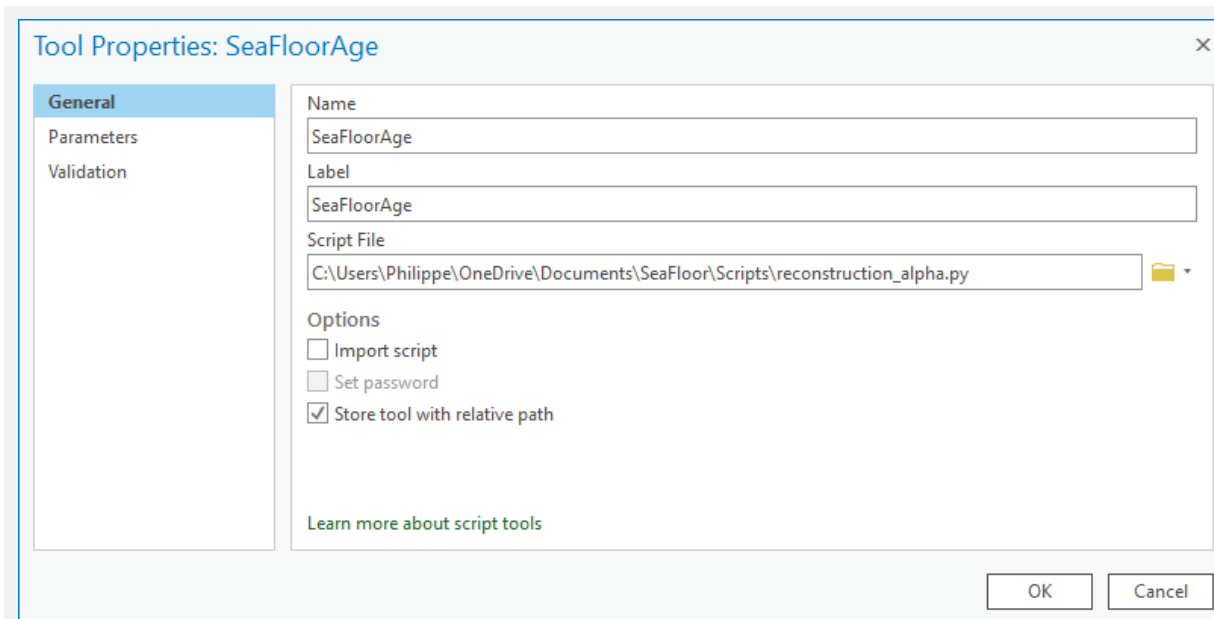 Tool Properties: SeaFloorAge
General
Parameters
Validation
Name
SeaFloorAge
Label
SeaFloorAge
Script File
C:\Users\Philippe\OneDrive\Documents\SeaFloor\Scripts\reconstruction_alpha.py
Options
Import script
Set password
Store tool with relative path
Learn more about script tools
OK Cancel